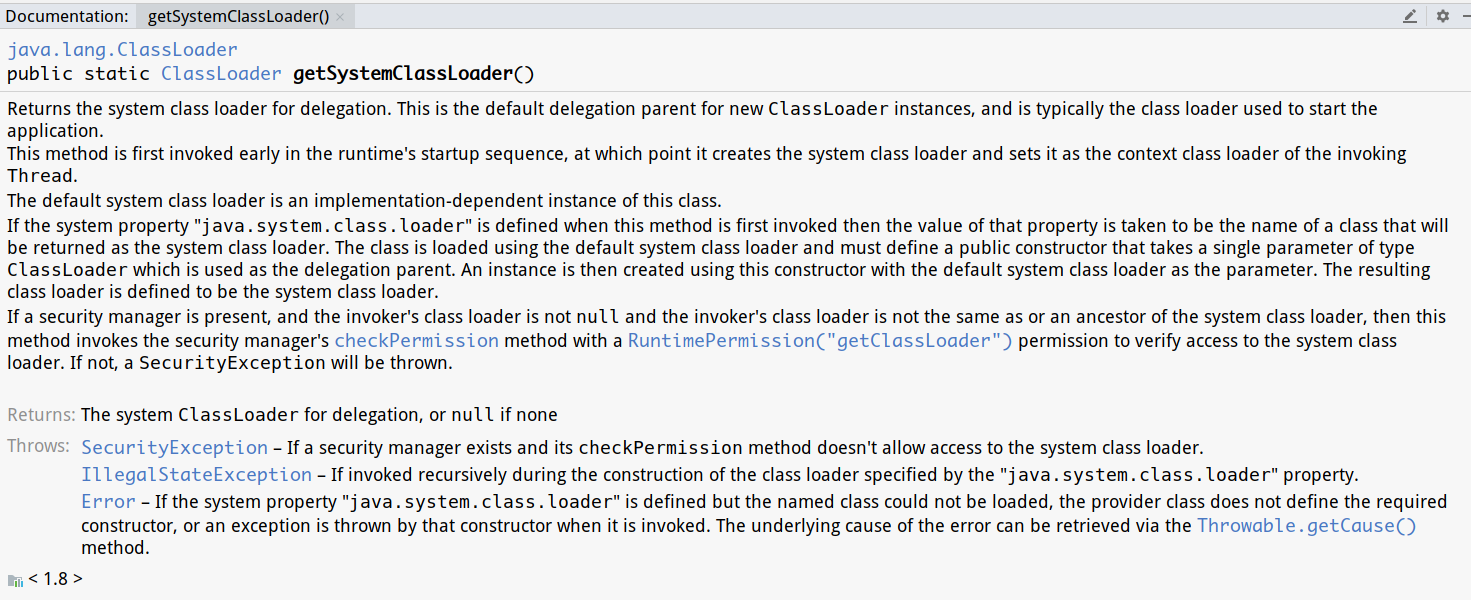 Documentation: getSystemClassLoader() ×
java.lang.ClassLoader
public static ClassLoader getSystemClassLoader()
Returns the system class loader for delegation. This is the default delegation parent for new ClassLoader instances, and is typically the class loader used to start the
application.
This method is first invoked early in the runtime's startup sequence, at which point it creates the system class loader and sets it as the context class loader of the invoking
Thread.
The default system class loader is an implementation-dependent instance of this class.
If the system property "java.system.class.loader" is defined when this method is first invoked then the value of that property is taken to be the name of a class that will
be returned as the system class loader. The class is loaded using the default system class loader and must define a public constructor that takes a single parameter of type
ClassLoader which is used as the delegation parent. An instance is then created using this constructor with the default system class loader as the parameter. The resulting
class loader is defined to be the system class loader.
If a security manager is present, and the invoker's class loader is not null and the invoker's class loader is not the same as or an ancestor of the system class loader, then this
method invokes the security manager's checkPermission method with a RuntimePermission("getClassLoader") permission to verify access to the system class
loader. If not, a SecurityException will be thrown.
Returns: The system ClassLoader for delegation, or null if none
Throws: SecurityException – If a security manager exists and its checkPermission method doesn't allow access to the system class loader.
IllegalStateException – If invoked recursively during the construction of the class loader specified by the "java.system.class.loader" property.
Error – If the system property "java.system.class.loader" is defined but the named class could not be loaded, the provider class does not define the required
constructor, or an exception is thrown by that constructor when it is invoked. The underlying cause of the error can be retrieved via the Throwable.getCause()
method.
< 1.8 >